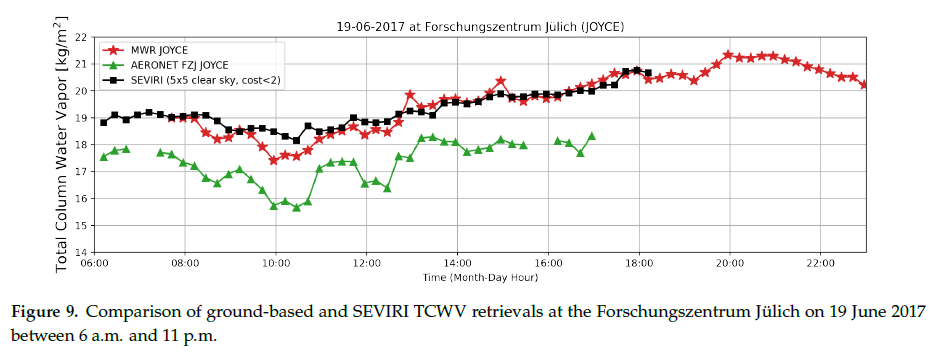 19-06-2017 at Forschungszentrum Jülich (JOYCE)
Total Column Water Vapor [kg/m²]
22
21
20
19
18
17
16
15
14
MWR JOYCE
AERONET FZJ JOYCE
SEVIRI (5x5 clear sky, cost<2)
06:00 08:00 10:00 12:00 14:00 16:00 18:00 20:00 22:00
Time (Month-Day Hour)
Figure 9. Comparison of ground-based and SEVIRI TCWV retrievals at the Forschungszentrum Jülich on 19 June 2017
between 6 a.m. and 11 p.m.